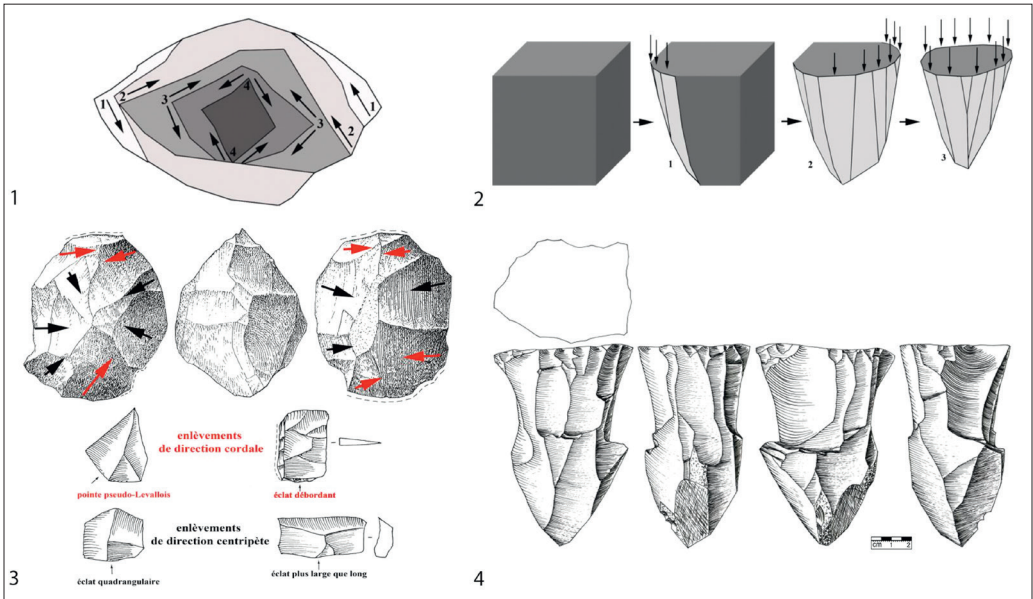 1
2
3
4
1
2
3
4
1
2
1
2
3
2
3
enlèvements
de direction cordale
pointe pseudo-Levallois
éclat débordant
enlèvements
de direction centripète
éclat quadrangulaire
éclat plus large que long
3
cm 1 2
4